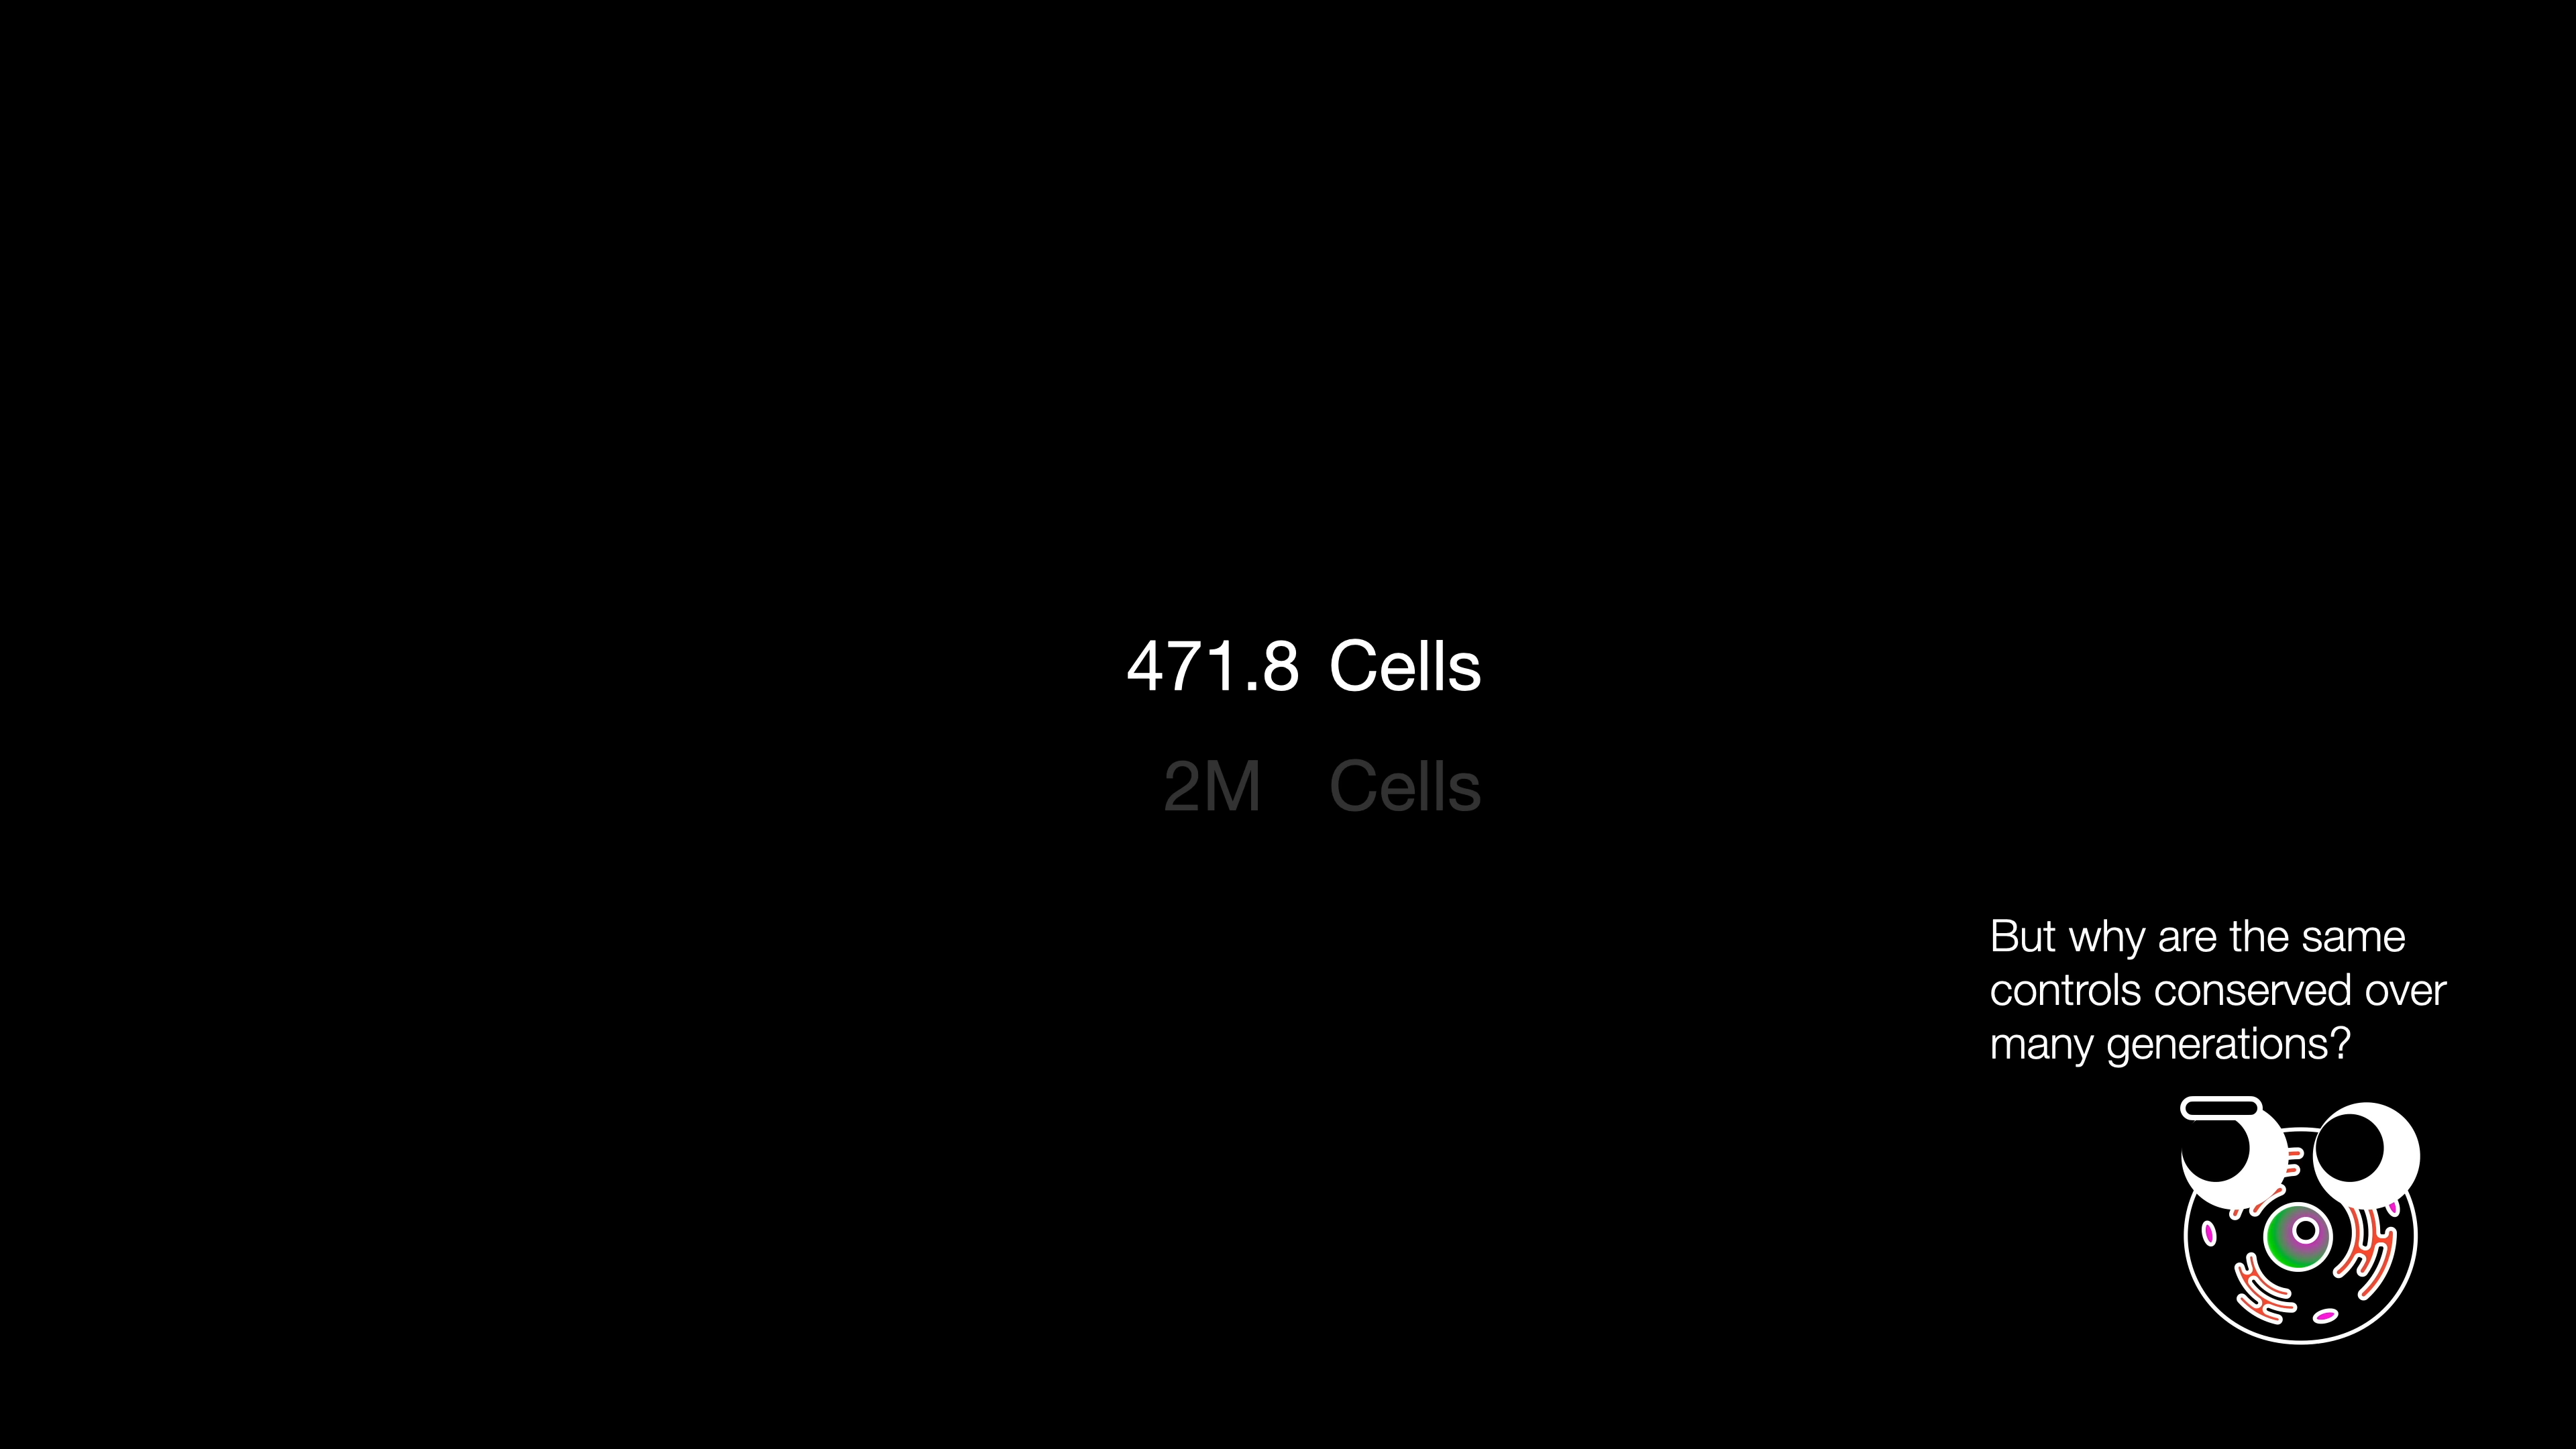 471.8 Cells
2M Cells
But why are the same
controls conserved over
many generations?